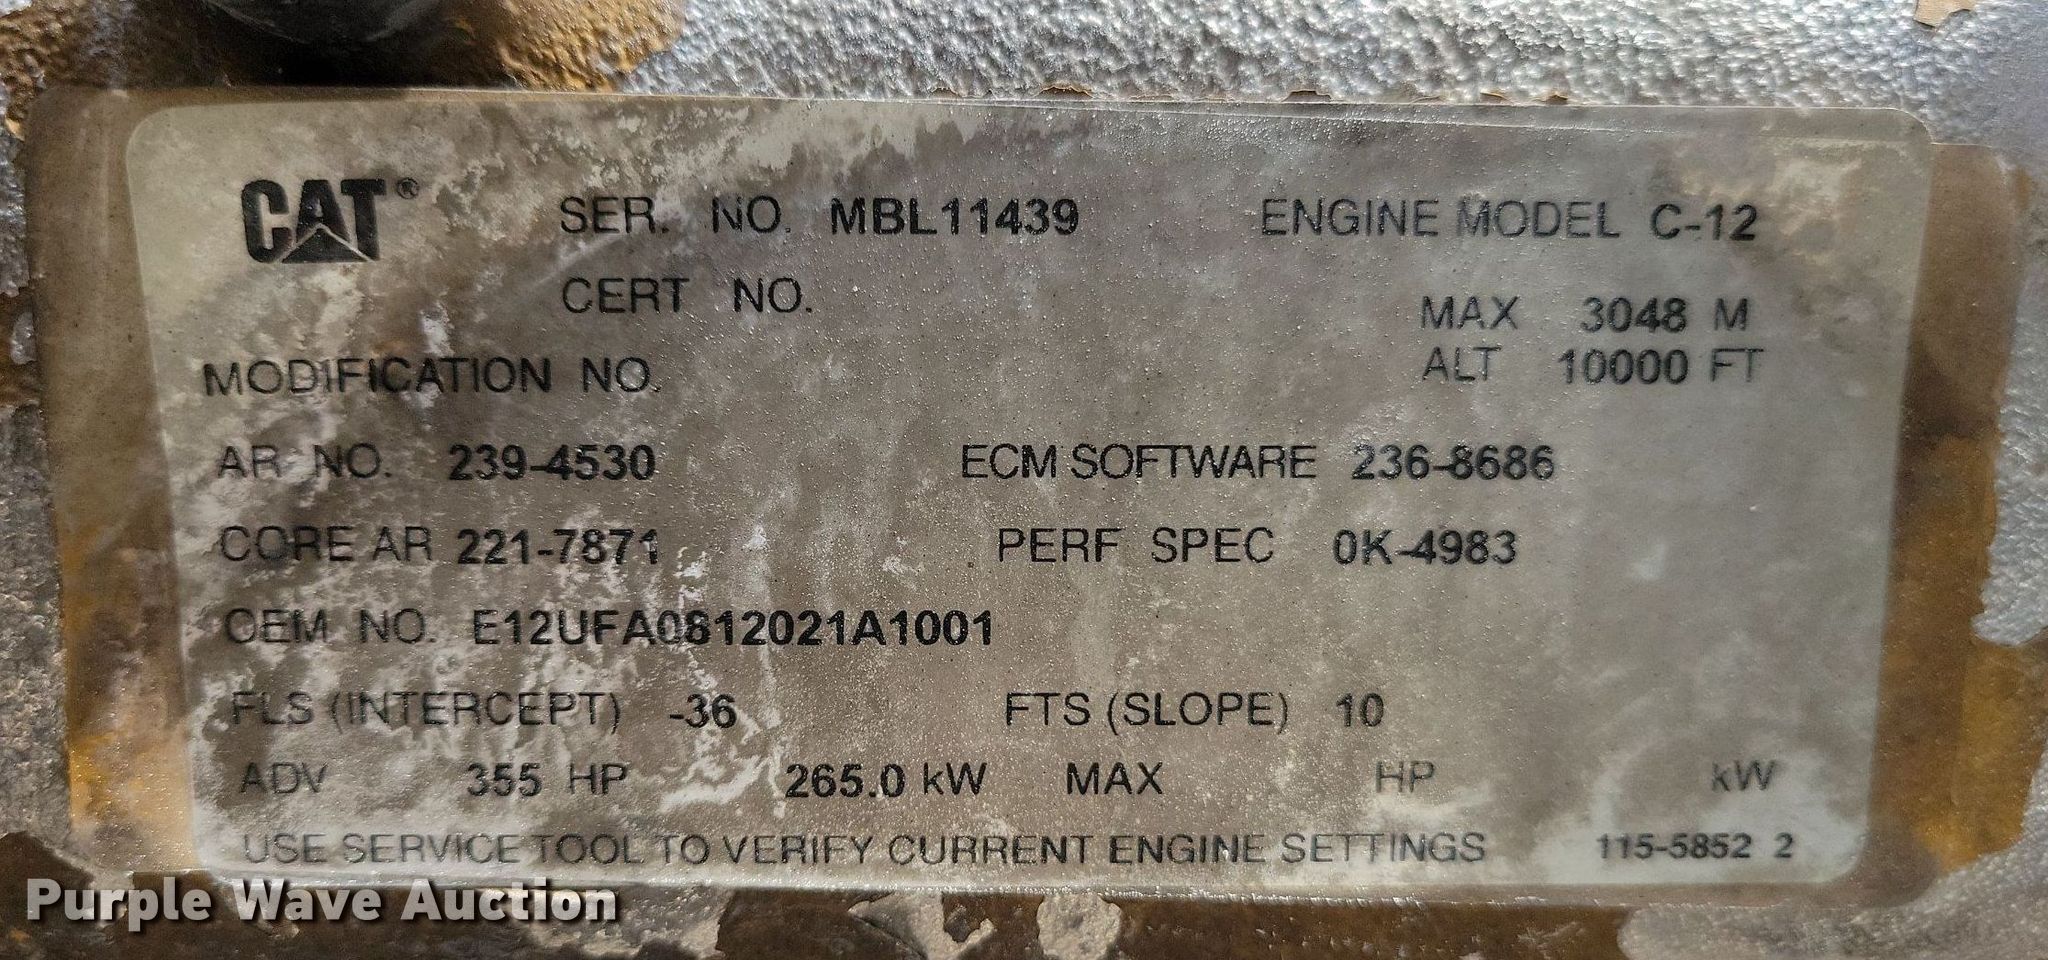 CAT® SER. NO. MBL11439 ENGINE MODEL C-12
CERT NO. MAX 3048 M
ALT 10000 FT
MODIFICATION NO.
AR NO. 239-4530 ECM SOFTWARE 236-8686
CORE AR 221-7871 PERF SPEC 0K-4983
OEM NO. E12UFA0812021A1001
FLS (INTERCEPT) -36 FTS (SLOPE) 10
ADV 355 HP 265.0 kW MAX HP kW
USE SERVICE TOOL TO VERIFY CURRENT ENGINE SETTINGS 115-5852 2
Purple Wave Auction